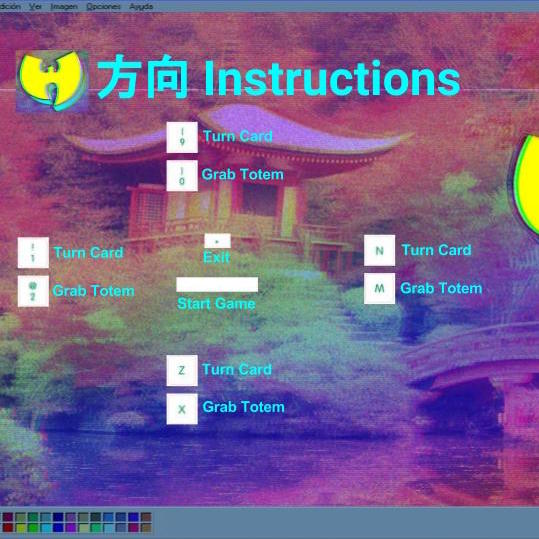 dición Ver Imagen Opciones Ayuda
方向 Instructions
( 9 Turn Card
) 0 Grab Totem
! 1 Turn Card
@ 2 Grab Totem
Exit
Start Game
N Turn Card
M Grab Totem
Z Turn Card
X Grab Totem